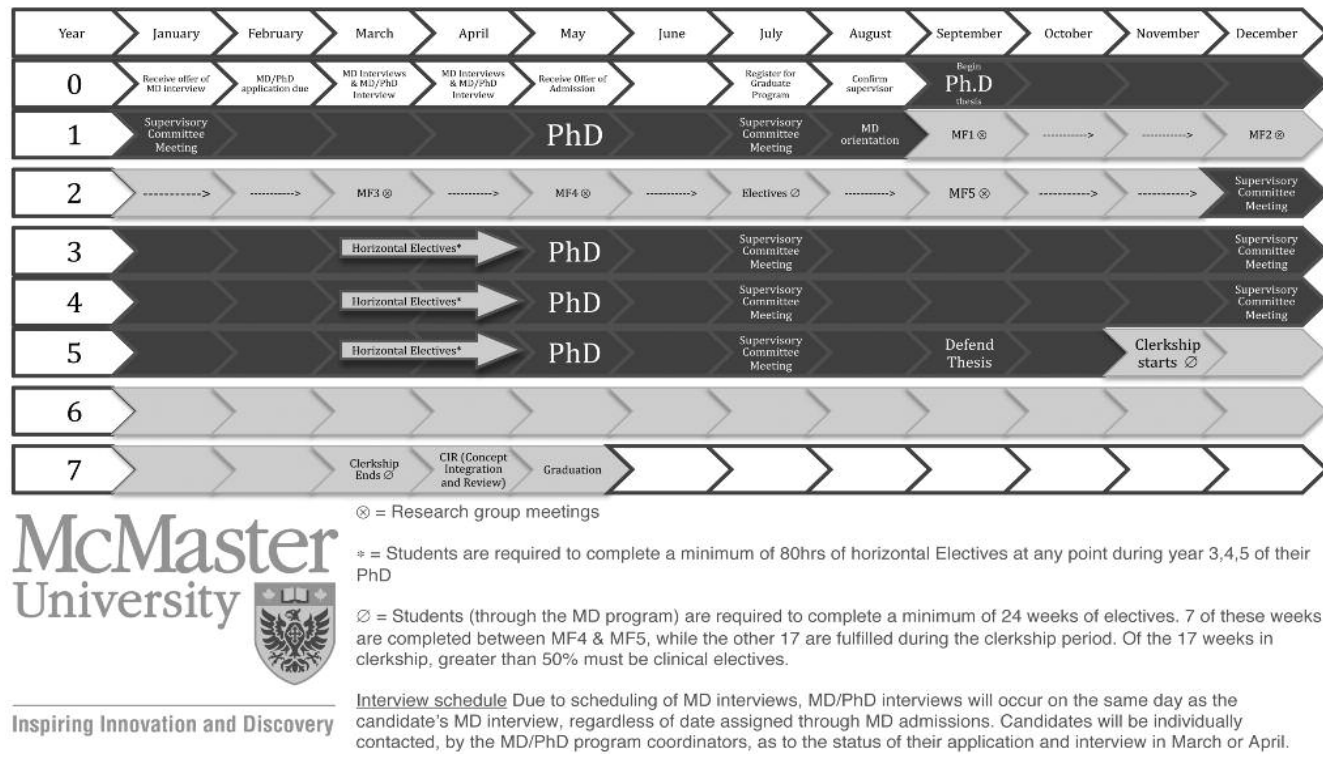 Year January February March April May June July August September October November December
0
Receive offer of
MD interview
MD/PhD
application due
MD Interviews
& MD/PhD
Interview
MD Interviews
& MD/PhD
Interview
Receive Offer of
Admission
Register for
Graduate
Program
Confirm
supervisor
Begin
Ph.D
thesis
1
Supervisory
Committee
Meeting
PhD
Supervisory
Committee
Meeting
MD
orientation
MF1 ⊗
---------->
---------->
MF2 ⊗
2
---------->
---------->
MF3 ⊗
---------->
MF4 ⊗
---------->
Electives ∅
---------->
MF5 ⊗
---------->
---------->
Supervisory
Committee
Meeting
3
Horizontal Electives*
PhD
Supervisory
Committee
Meeting
Supervisory
Committee
Meeting
4
Horizontal Electives*
PhD
Supervisory
Committee
Meeting
Supervisory
Committee
Meeting
5
Horizontal Electives*
PhD
Supervisory
Committee
Meeting
Defend
Thesis
Clerkship
starts ∅
6
7
Clerkship
Ends ∅
CIR (Concept
Integration
and Review)
Graduation
McMaster
University
Inspiring Innovation and Discovery
⊗ = Research group meetings
* = Students are required to complete a minimum of 80hrs of horizontal Electives at any point during year 3,4,5 of their
PhD
∅ = Students (through the MD program) are required to complete a minimum of 24 weeks of electives. 7 of these weeks
are completed between MF4 & MF5, while the other 17 are fulfilled during the clerkship period. Of the 17 weeks in
clerkship, greater than 50% must be clinical electives.
Interview schedule Due to scheduling of MD interviews, MD/PhD interviews will occur on the same day as the
candidate's MD interview, regardless of date assigned through MD admissions. Candidates will be individually
contacted, by the MD/PhD program coordinators, as to the status of their application and interview in March or April.